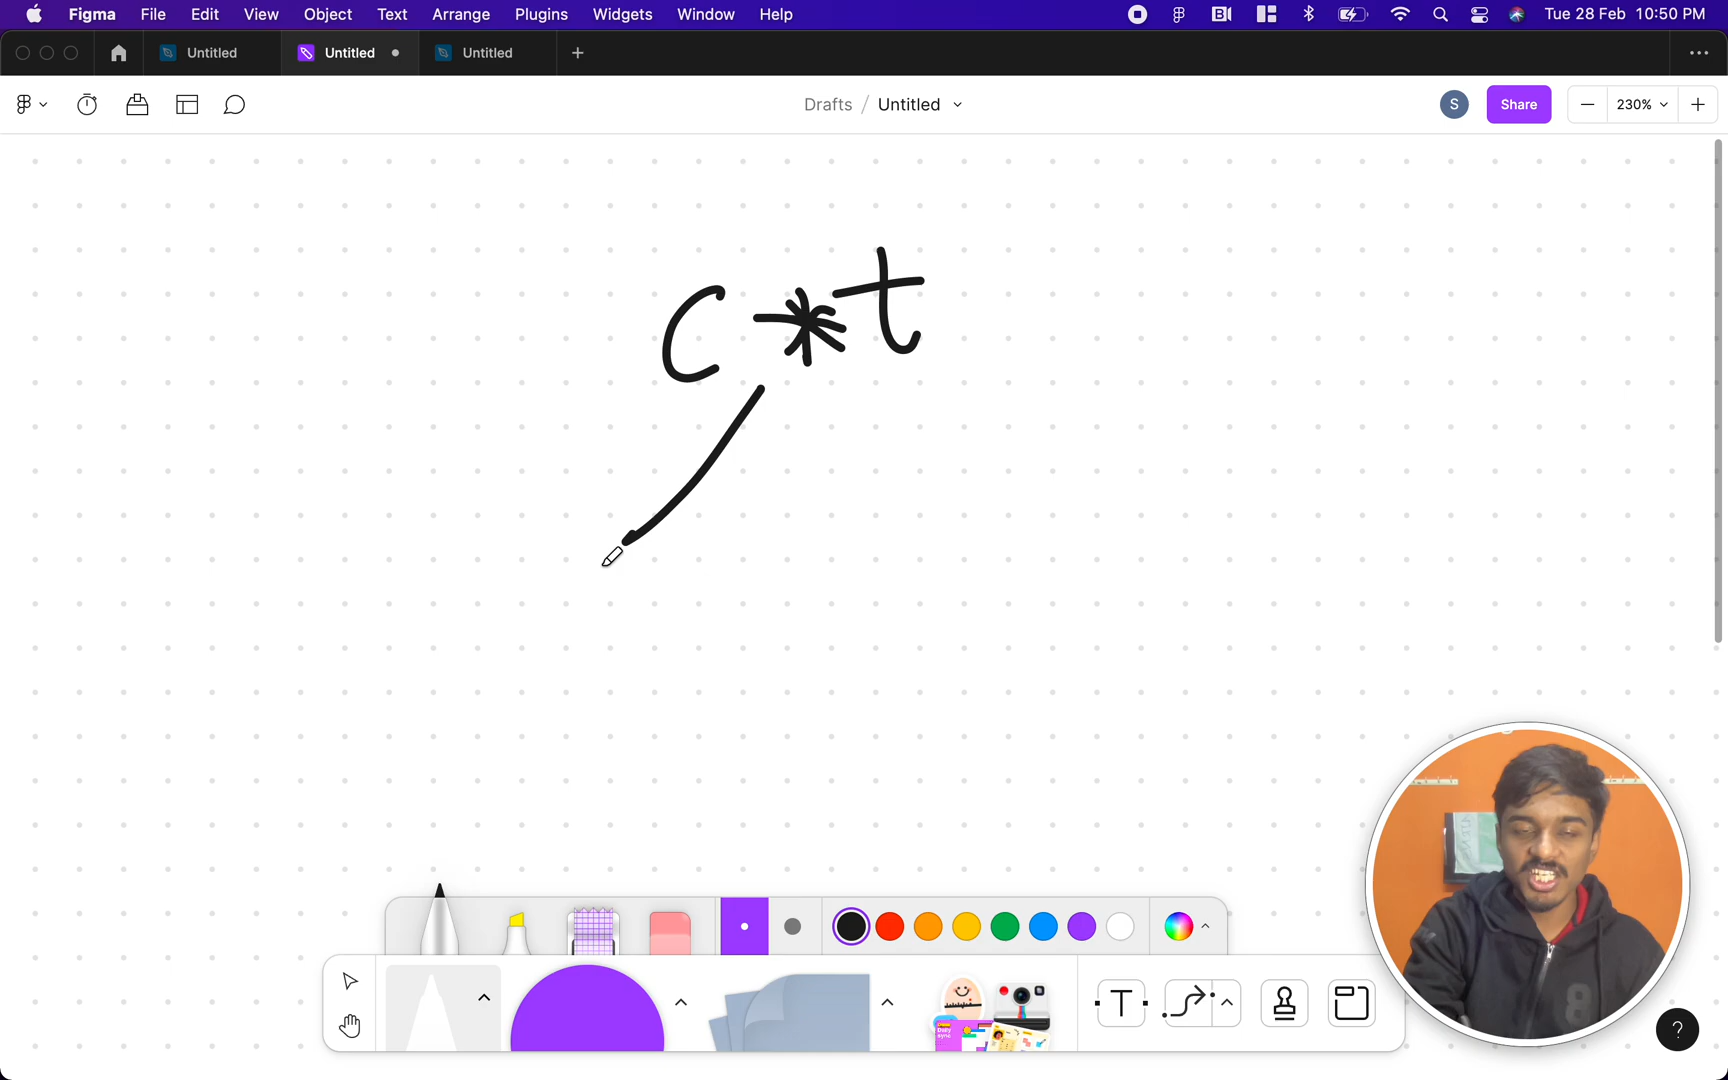 Figma File Edit View Object Text Arrange Plugins Widgets Window Help Tue 28 Feb 10:50 PM
Untitled Untitled Untitled
Drafts / Untitled S Share 230%
c*t
T
?